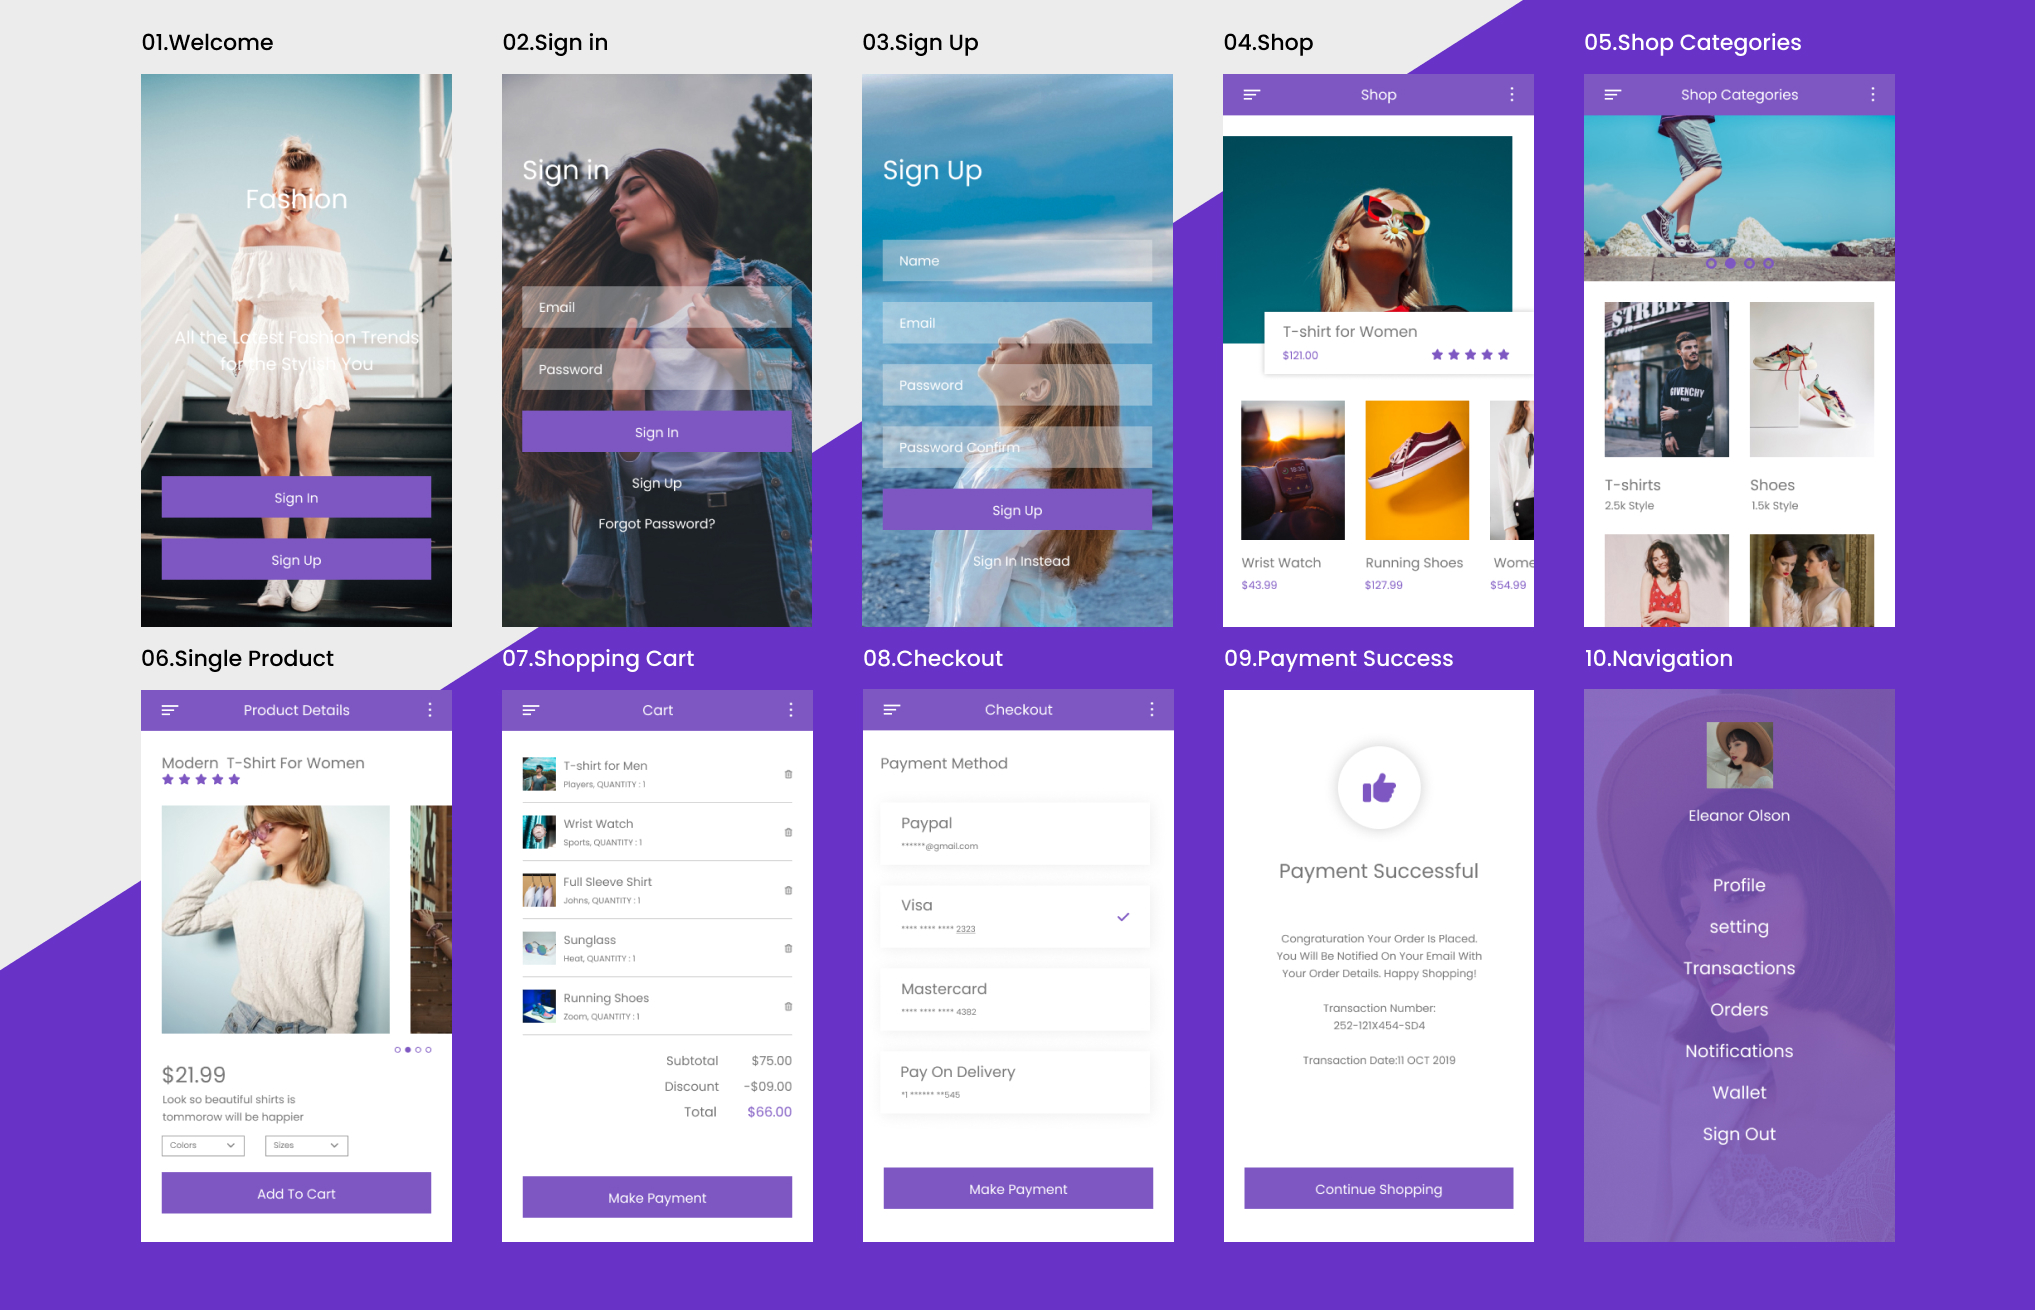 01.Welcome
Fashion
All the Latest Fashion Trends
for the Stylish You
Sign In
Sign Up
02.Sign in
Sign in
Email
Password
Sign In
Sign Up
Forgot Password?
03.Sign Up
Sign Up
Name
Email
Password
Password Confirm
Sign Up
Sign In Instead
04.Shop
Shop
T-shirt for Women
$121.00
Wrist Watch
$43.99
Running Shoes
$127.99
Wome
$54.99
05.Shop Categories
Shop Categories
STREET
GIVENCHY
PARIS
T-shirts
2.5k Style
Shoes
1.5k Style
06.Single Product
Product Details
Modern T-Shirt For Women
$21.99
Look so beautiful shirts is
tommorow will be happier
Colors
Sizes
Add To Cart
07.Shopping Cart
Cart
T-shirt for Men
Players, QUANTITY : 1
Wrist Watch
Sports, QUANTITY : 1
Full Sleeve Shirt
Johns, QUANTITY : 1
Sunglass
Heat, QUANTITY : 1
Running Shoes
Zoom, QUANTITY : 1
Subtotal $75.00
Discount -$09.00
Total $66.00
Make Payment
08.Checkout
Checkout
Payment Method
Paypal
******@gmail.com
Visa
**** **** **** 2323
Mastercard
**** **** **** 4382
Pay On Delivery
*1 ****** **545
Make Payment
09.Payment Success
Payment Successful
Congraturation Your Order Is Placed.
You Will Be Notified On Your Email With
Your Order Details. Happy Shopping!
Transaction Number:
252-121X454-SD4
Transaction Date:11 OCT 2019
Continue Shopping
10.Navigation
Eleanor Olson
Profile
setting
Transactions
Orders
Notifications
Wallet
Sign Out